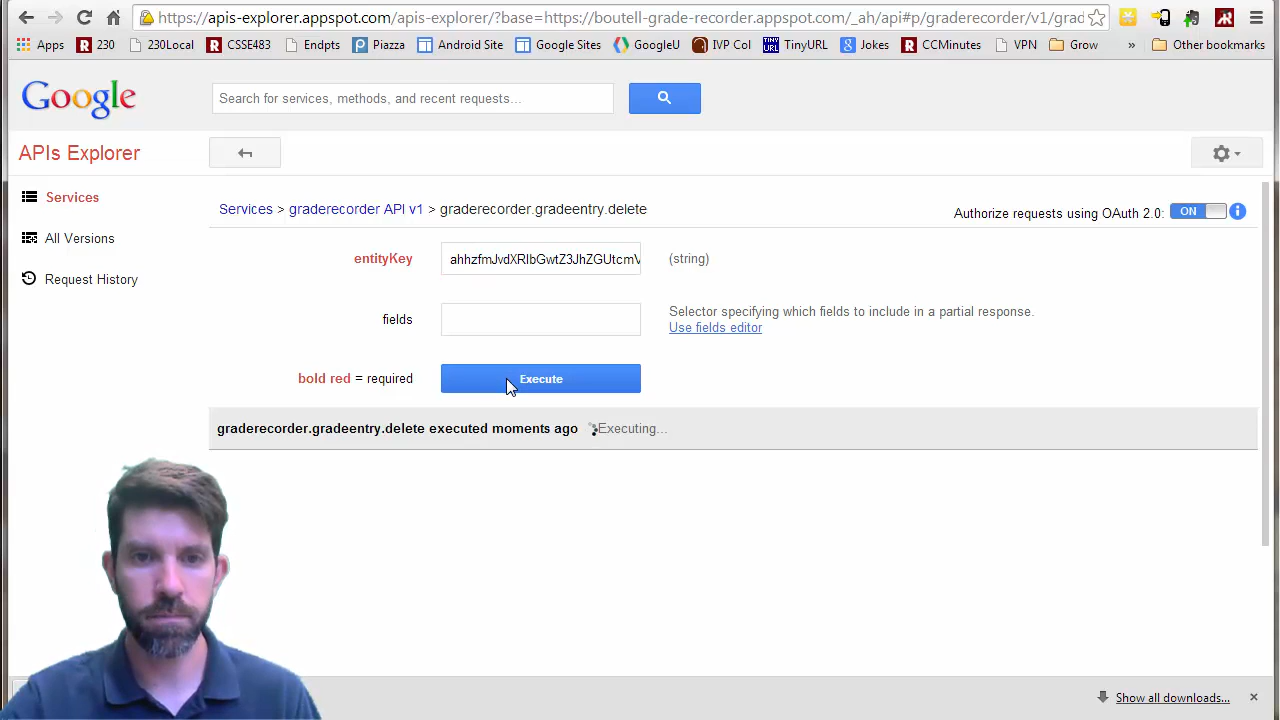 https://apis-explorer.appspot.com/apis-explorer/?base=https://boutell-grade-recorder.appspot.com/_ah/api#p/graderecorder/v1/grad
Apps 230 230Local CSSE483 Endpts Piazza Android Site Google Sites GoogleU TP Col TinyURL Jokes CCMinutes VPN Grow » Other bookmarks
Google Search for services, methods, and recent requests...
APIs Explorer
Services
All Versions
Request History
Services > graderecorder API v1 > graderecorder.gradeentry.delete
Authorize requests using OAuth 2.0: ON i
entityKey ahhzfmJvdXRlbGwtZ3JhZGUtcmV (string)
fields Selector specifying which fields to include in a partial response.
Use fields editor
bold red = required Execute
graderecorder.gradeentry.delete executed moments ago Executing...
Show all downloads...